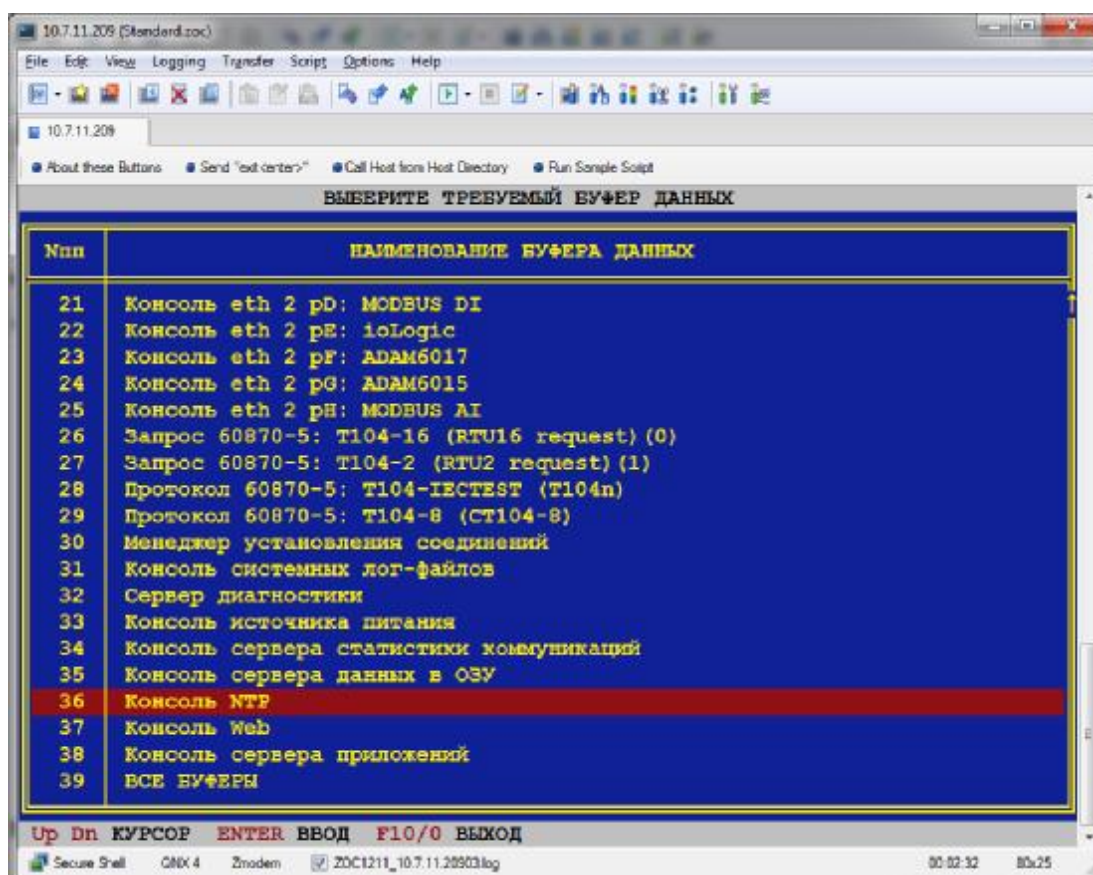 10.7.11.209 (Standard.zoc)
File Edit View Logging Transfer Script Options Help
10.7.11.209
About these Buttons Send "ext <enter>" Call Host from Host Directory Run Sample Script
ВЫБЕРИТЕ ТРЕБУЕМЫЙ БУФЕР ДАННЫХ
Nпп НАИМЕНОВАНИЕ БУФЕРА ДАННЫХ
21 Консоль eth 2 pD: MODBUS DI
22 Консоль eth 2 pE: ioLogic
23 Консоль eth 2 pF: ADAM6017
24 Консоль eth 2 pG: ADAM6015
25 Консоль eth 2 pH: MODBUS AI
26 Запрос 60870-5: T104-16 (RTU16 request)(0)
27 Запрос 60870-5: T104-2 (RTU2 request)(1)
28 Протокол 60870-5: T104-IECTEST (T104n)
29 Протокол 60870-5: T104-8 (CT104-8)
30 Менеджер установления соединений
31 Консоль системных лог-файлов
32 Сервер диагностики
33 Консоль источника питания
34 Консоль сервера статистики коммуникаций
35 Консоль сервера данных в ОЗУ
36 Консоль NTP
37 Консоль Web
38 Консоль сервера приложений
39 ВСЕ БУФЕРЫ
Up Dn КУРСОР ENTER ВВОД F10/0 ВЫХОД
Secure Shell QNX 4 Zmodem ZOC1211_10.7.11.20903.log 00:02:32 80x25